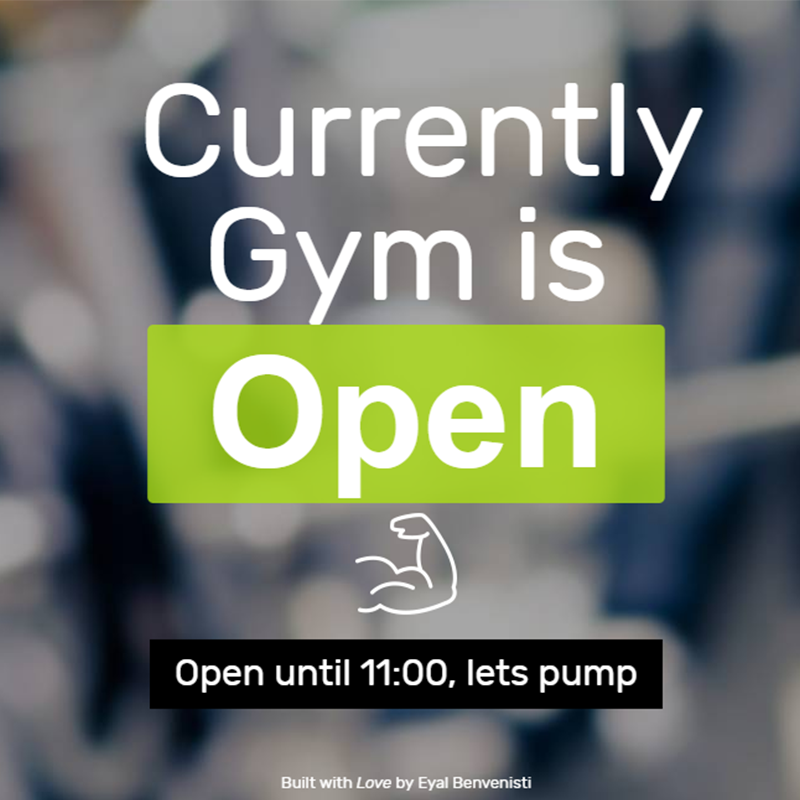 Currently
Gym is
Open
Open until 11:00, lets pump
Built with Love by Eyal Benvenisti